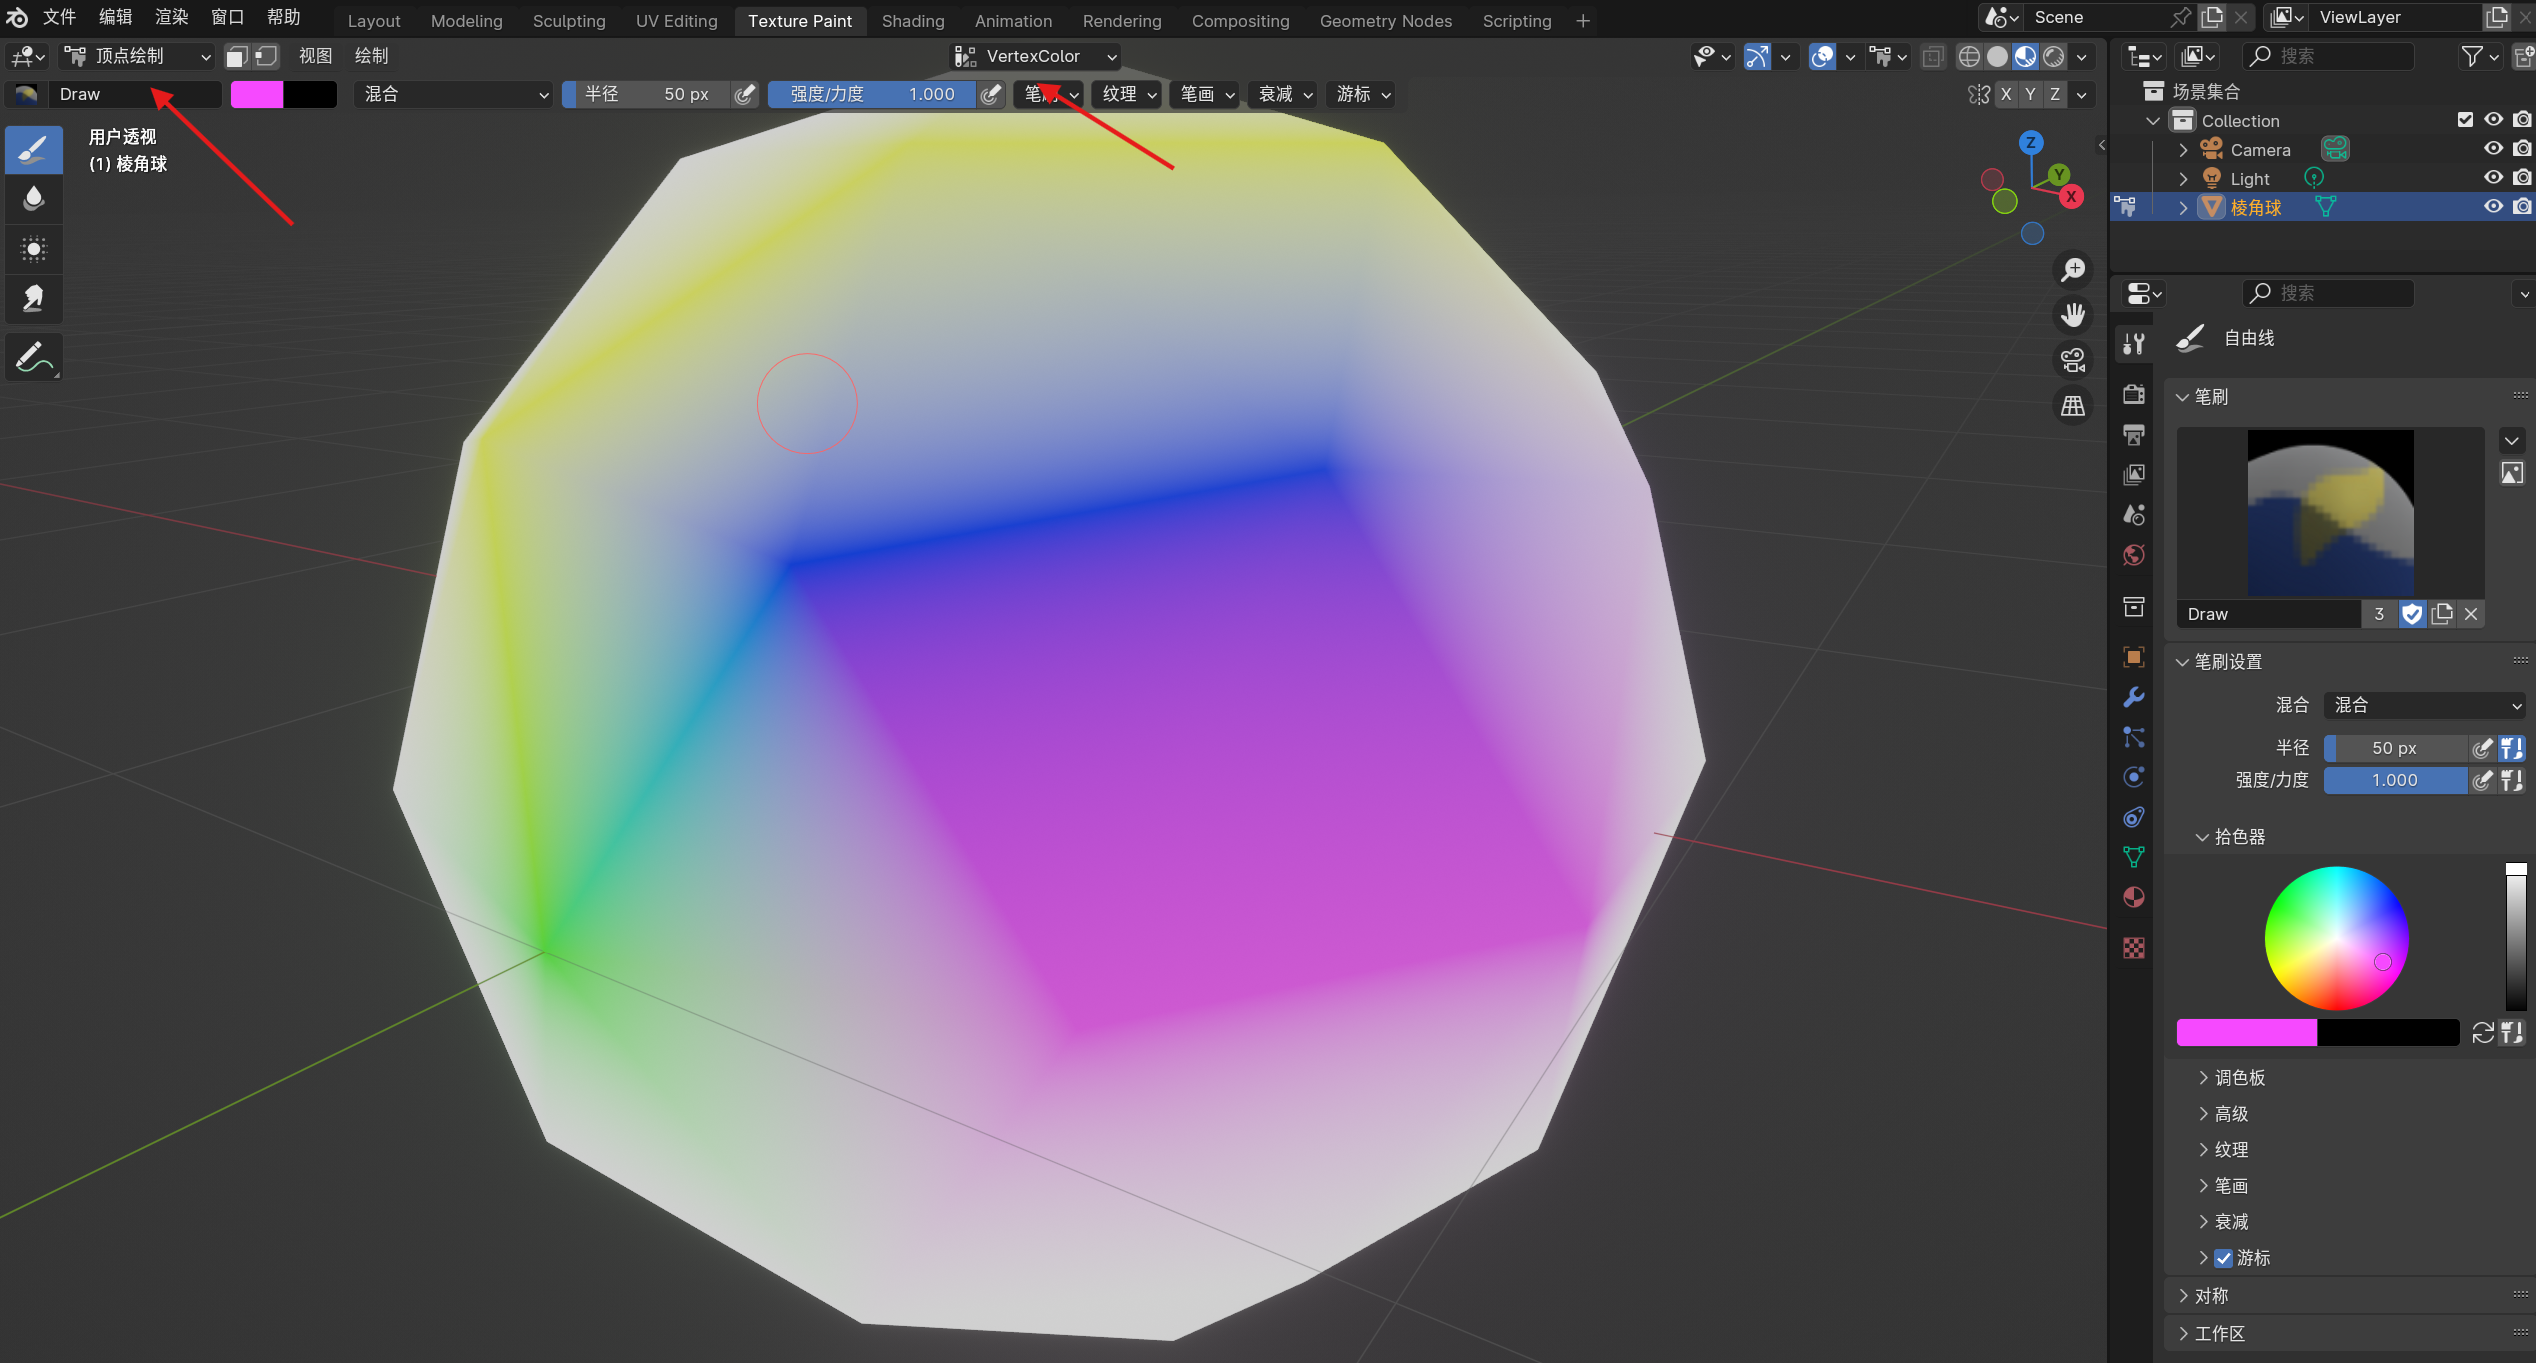 文件 编辑 渲染 窗口 帮助 Layout Modeling Sculpting UV Editing Texture Paint Shading Animation Rendering Compositing Geometry Nodes Scripting + Scene ViewLayer
顶点绘制 视图 绘制 VertexColor 搜索
Draw 混合 半径 50 px 强度/力度 1.000 纹理 笔画 衰减 游标 X Y Z
用户透视
(1) 棱角球
Z
Y
X
场景集合
Collection
Camera
Light
棱角球
搜索
自由线
笔刷
Draw 3
笔刷设置
混合 混合
半径 50 px
强度/力度 1.000
拾色器
调色板
高级
纹理
笔画
衰减
游标
对称
工作区